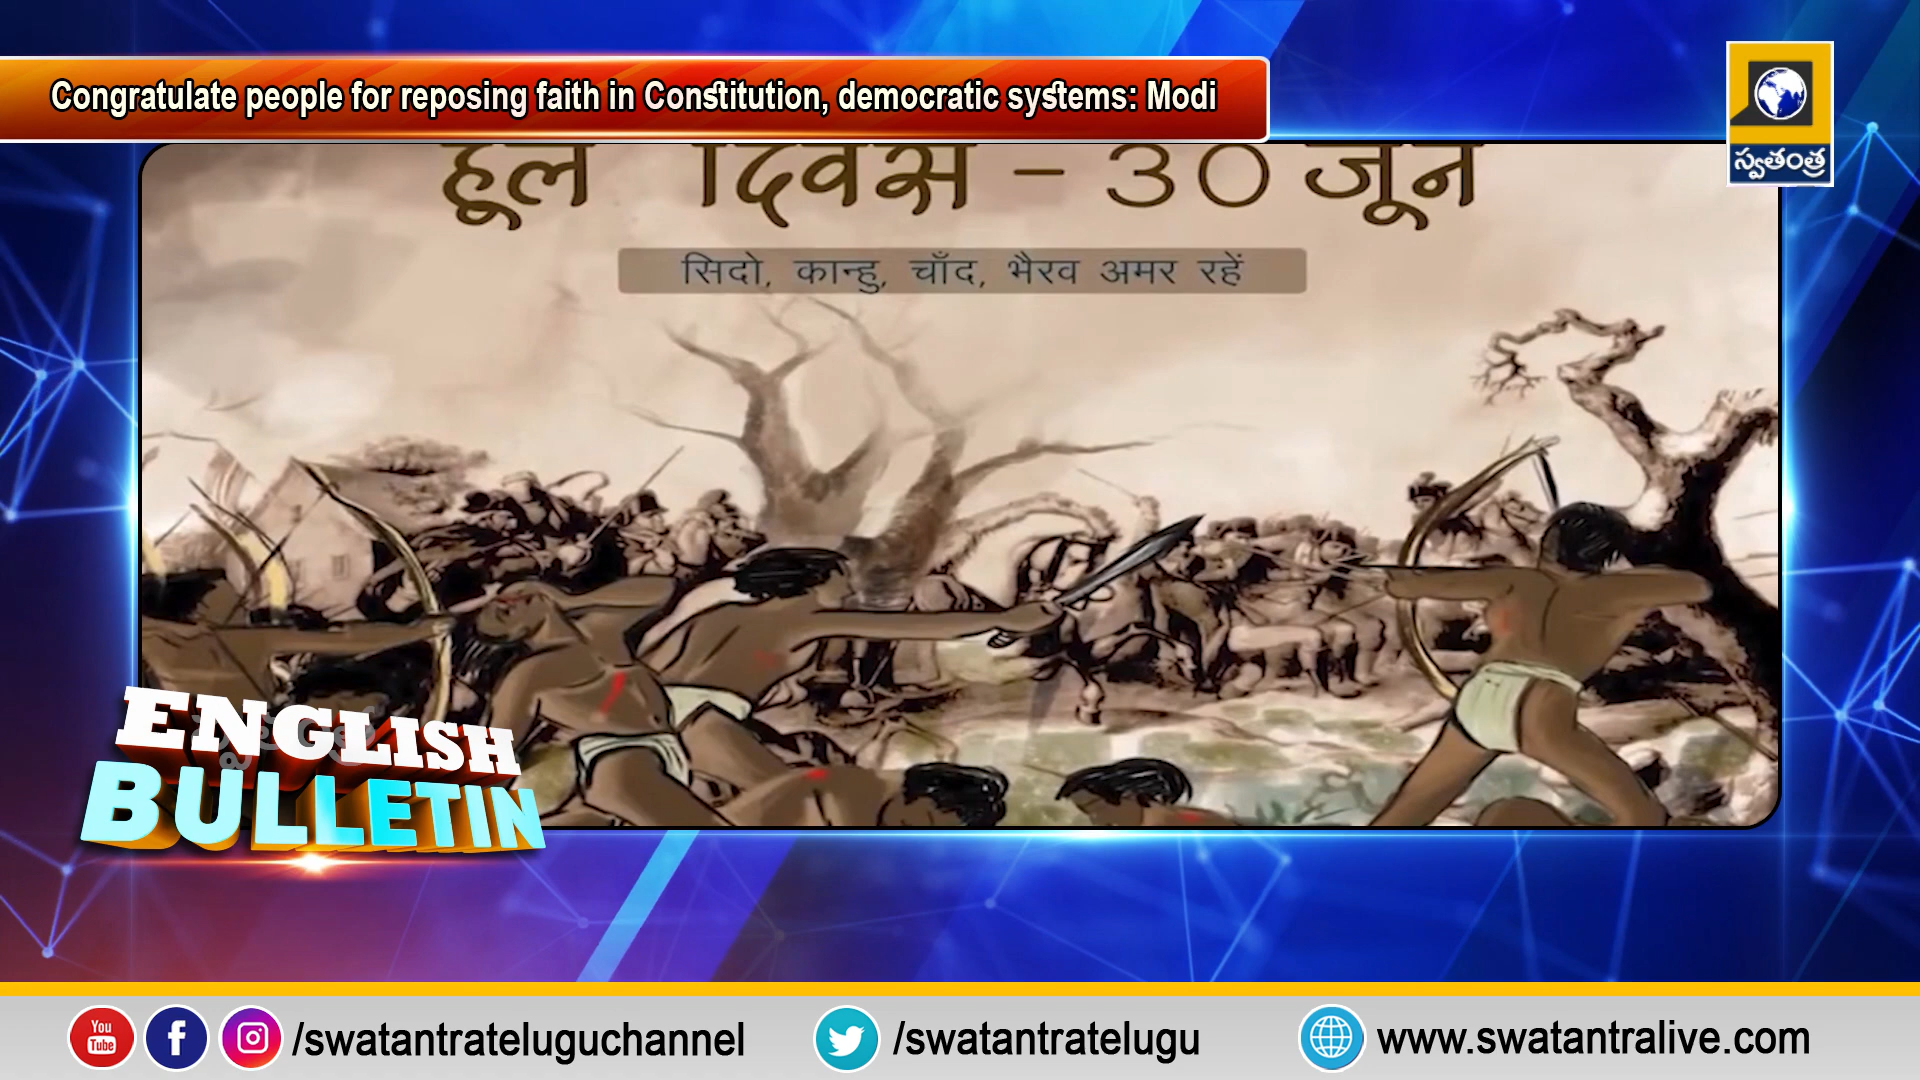 Congratulate people for reposing faith in Constitution, democratic systems: Modi
స్వతంత్ర
हूल दिवस - 30 जून
सिदो, कान्हु, चाँद, भैरव अमर रहें
ENGLISH
BULLETIN
You
Tube
/swatantrateluguchannel
/swatantratelugu
www.swatantralive.com